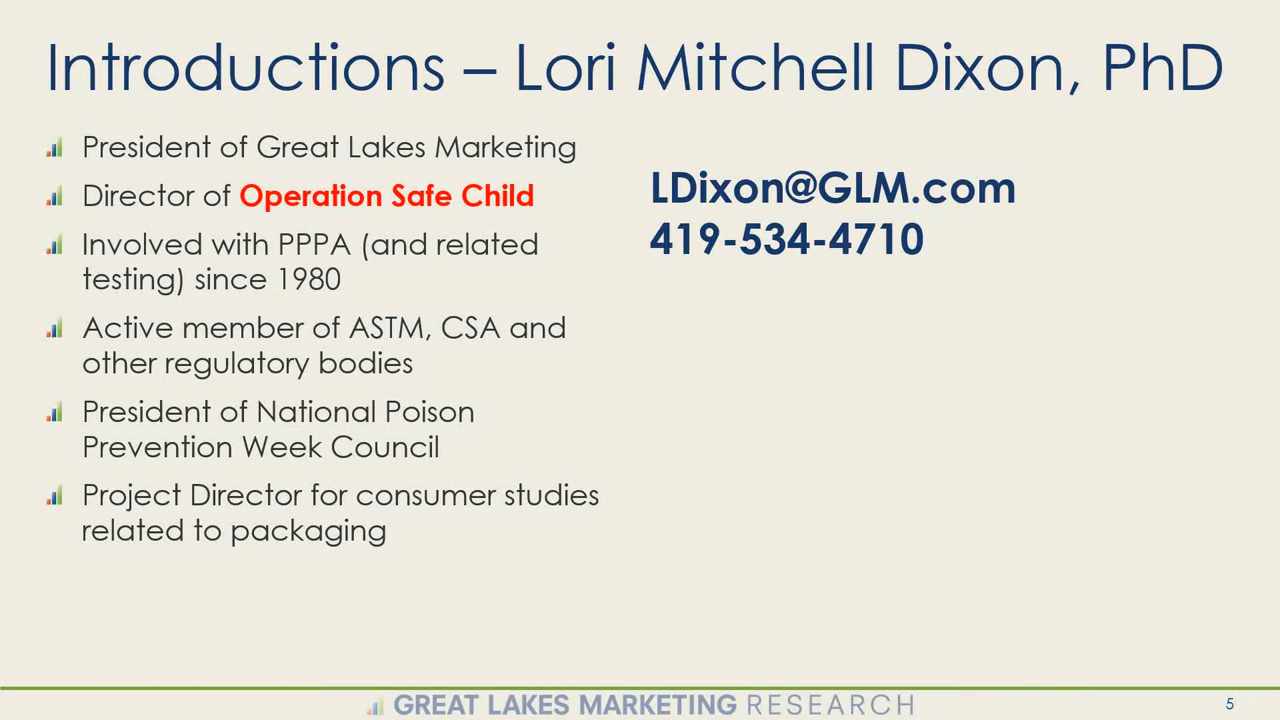 Introductions – Lori Mitchell Dixon, PhD
President of Great Lakes Marketing
Director of Operation Safe Child
Involved with PPPA (and related
testing) since 1980
Active member of ASTM, CSA and
other regulatory bodies
President of National Poison
Prevention Week Council
Project Director for consumer studies
related to packaging
LDixon@GLM.com
419-534-4710
GREAT LAKES MARKETING RESEARCH
5